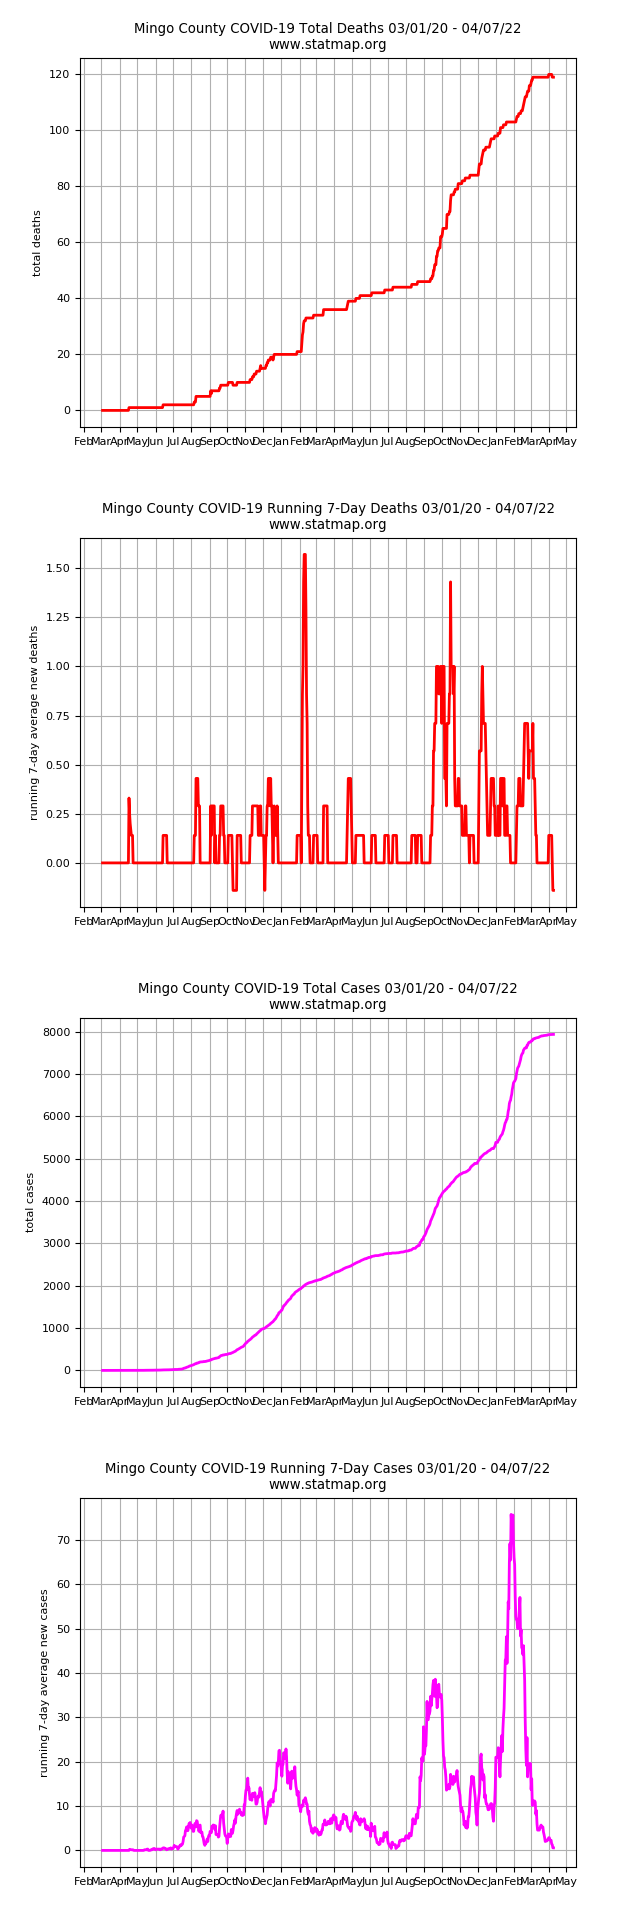 Mingo County COVID-19 Total Deaths 03/01/20 - 04/07/22
www.statmap.org
120
100
80
60
40
20
0
total deaths
Feb Mar Apr May Jun Jul Aug Sep Oct Nov Dec Jan Feb Mar Apr May Jun Jul Aug Sep Oct Nov Dec Jan Feb Mar Apr May
Mingo County COVID-19 Running 7-Day Deaths 03/01/20 - 04/07/22
www.statmap.org
1.50
1.25
1.00
0.75
0.50
0.25
0.00
running 7-day average new deaths
Feb Mar Apr May Jun Jul Aug Sep Oct Nov Dec Jan Feb Mar Apr May Jun Jul Aug Sep Oct Nov Dec Jan Feb Mar Apr May
Mingo County COVID-19 Total Cases 03/01/20 - 04/07/22
www.statmap.org
8000
7000
6000
5000
4000
3000
2000
1000
0
total cases
Feb Mar Apr May Jun Jul Aug Sep Oct Nov Dec Jan Feb Mar Apr May Jun Jul Aug Sep Oct Nov Dec Jan Feb Mar Apr May
Mingo County COVID-19 Running 7-Day Cases 03/01/20 - 04/07/22
www.statmap.org
70
60
50
40
30
20
10
0
running 7-day average new cases
Feb Mar Apr May Jun Jul Aug Sep Oct Nov Dec Jan Feb Mar Apr May Jun Jul Aug Sep Oct Nov Dec Jan Feb Mar Apr May